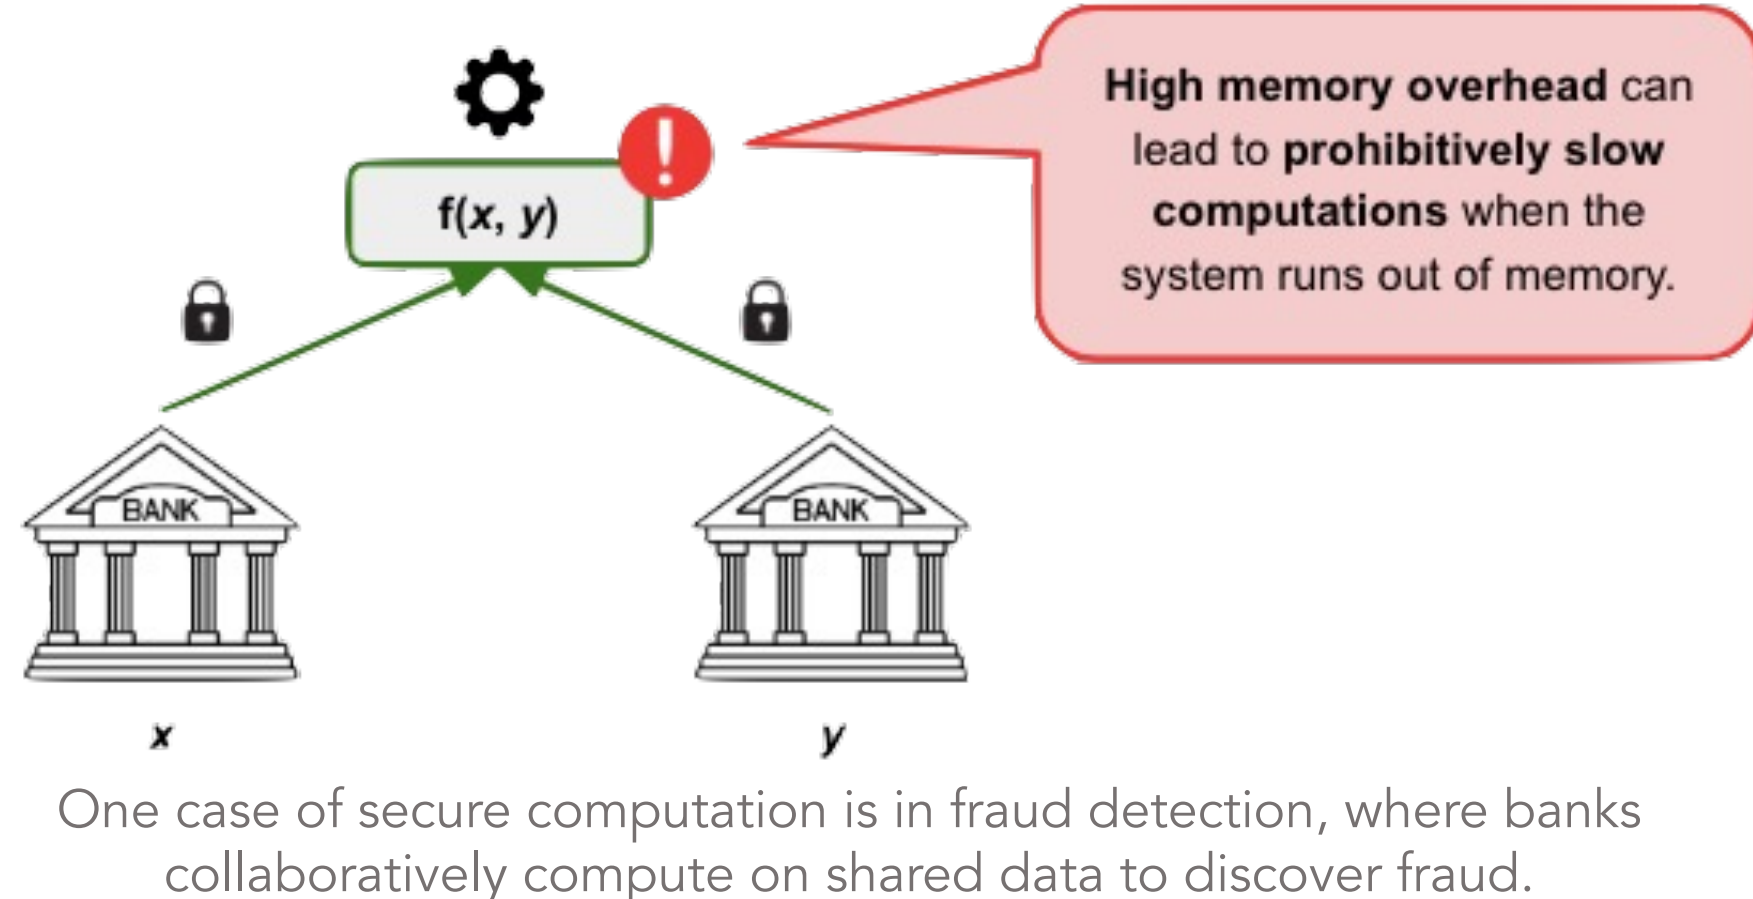 High memory overhead can
lead to prohibitively slow
computations when the
system runs out of memory.
f(x, y)
BANK
BANK
x
y
One case of secure computation is in fraud detection, where banks
collaboratively compute on shared data to discover fraud.